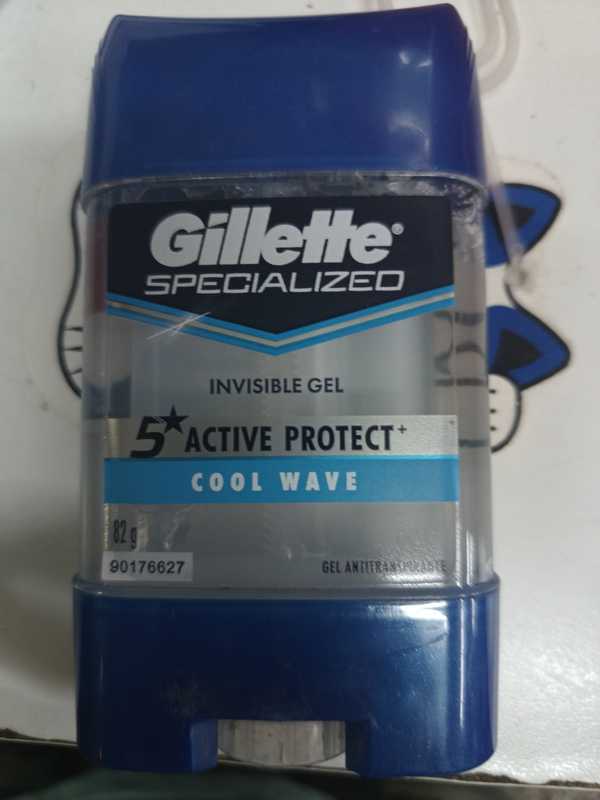 Gillette®
SPECIALIZED
INVISIBLE GEL
5★ ACTIVE PROTECT+
COOL WAVE
82 g
90176627
GEL ANTITRANSPIRANTE